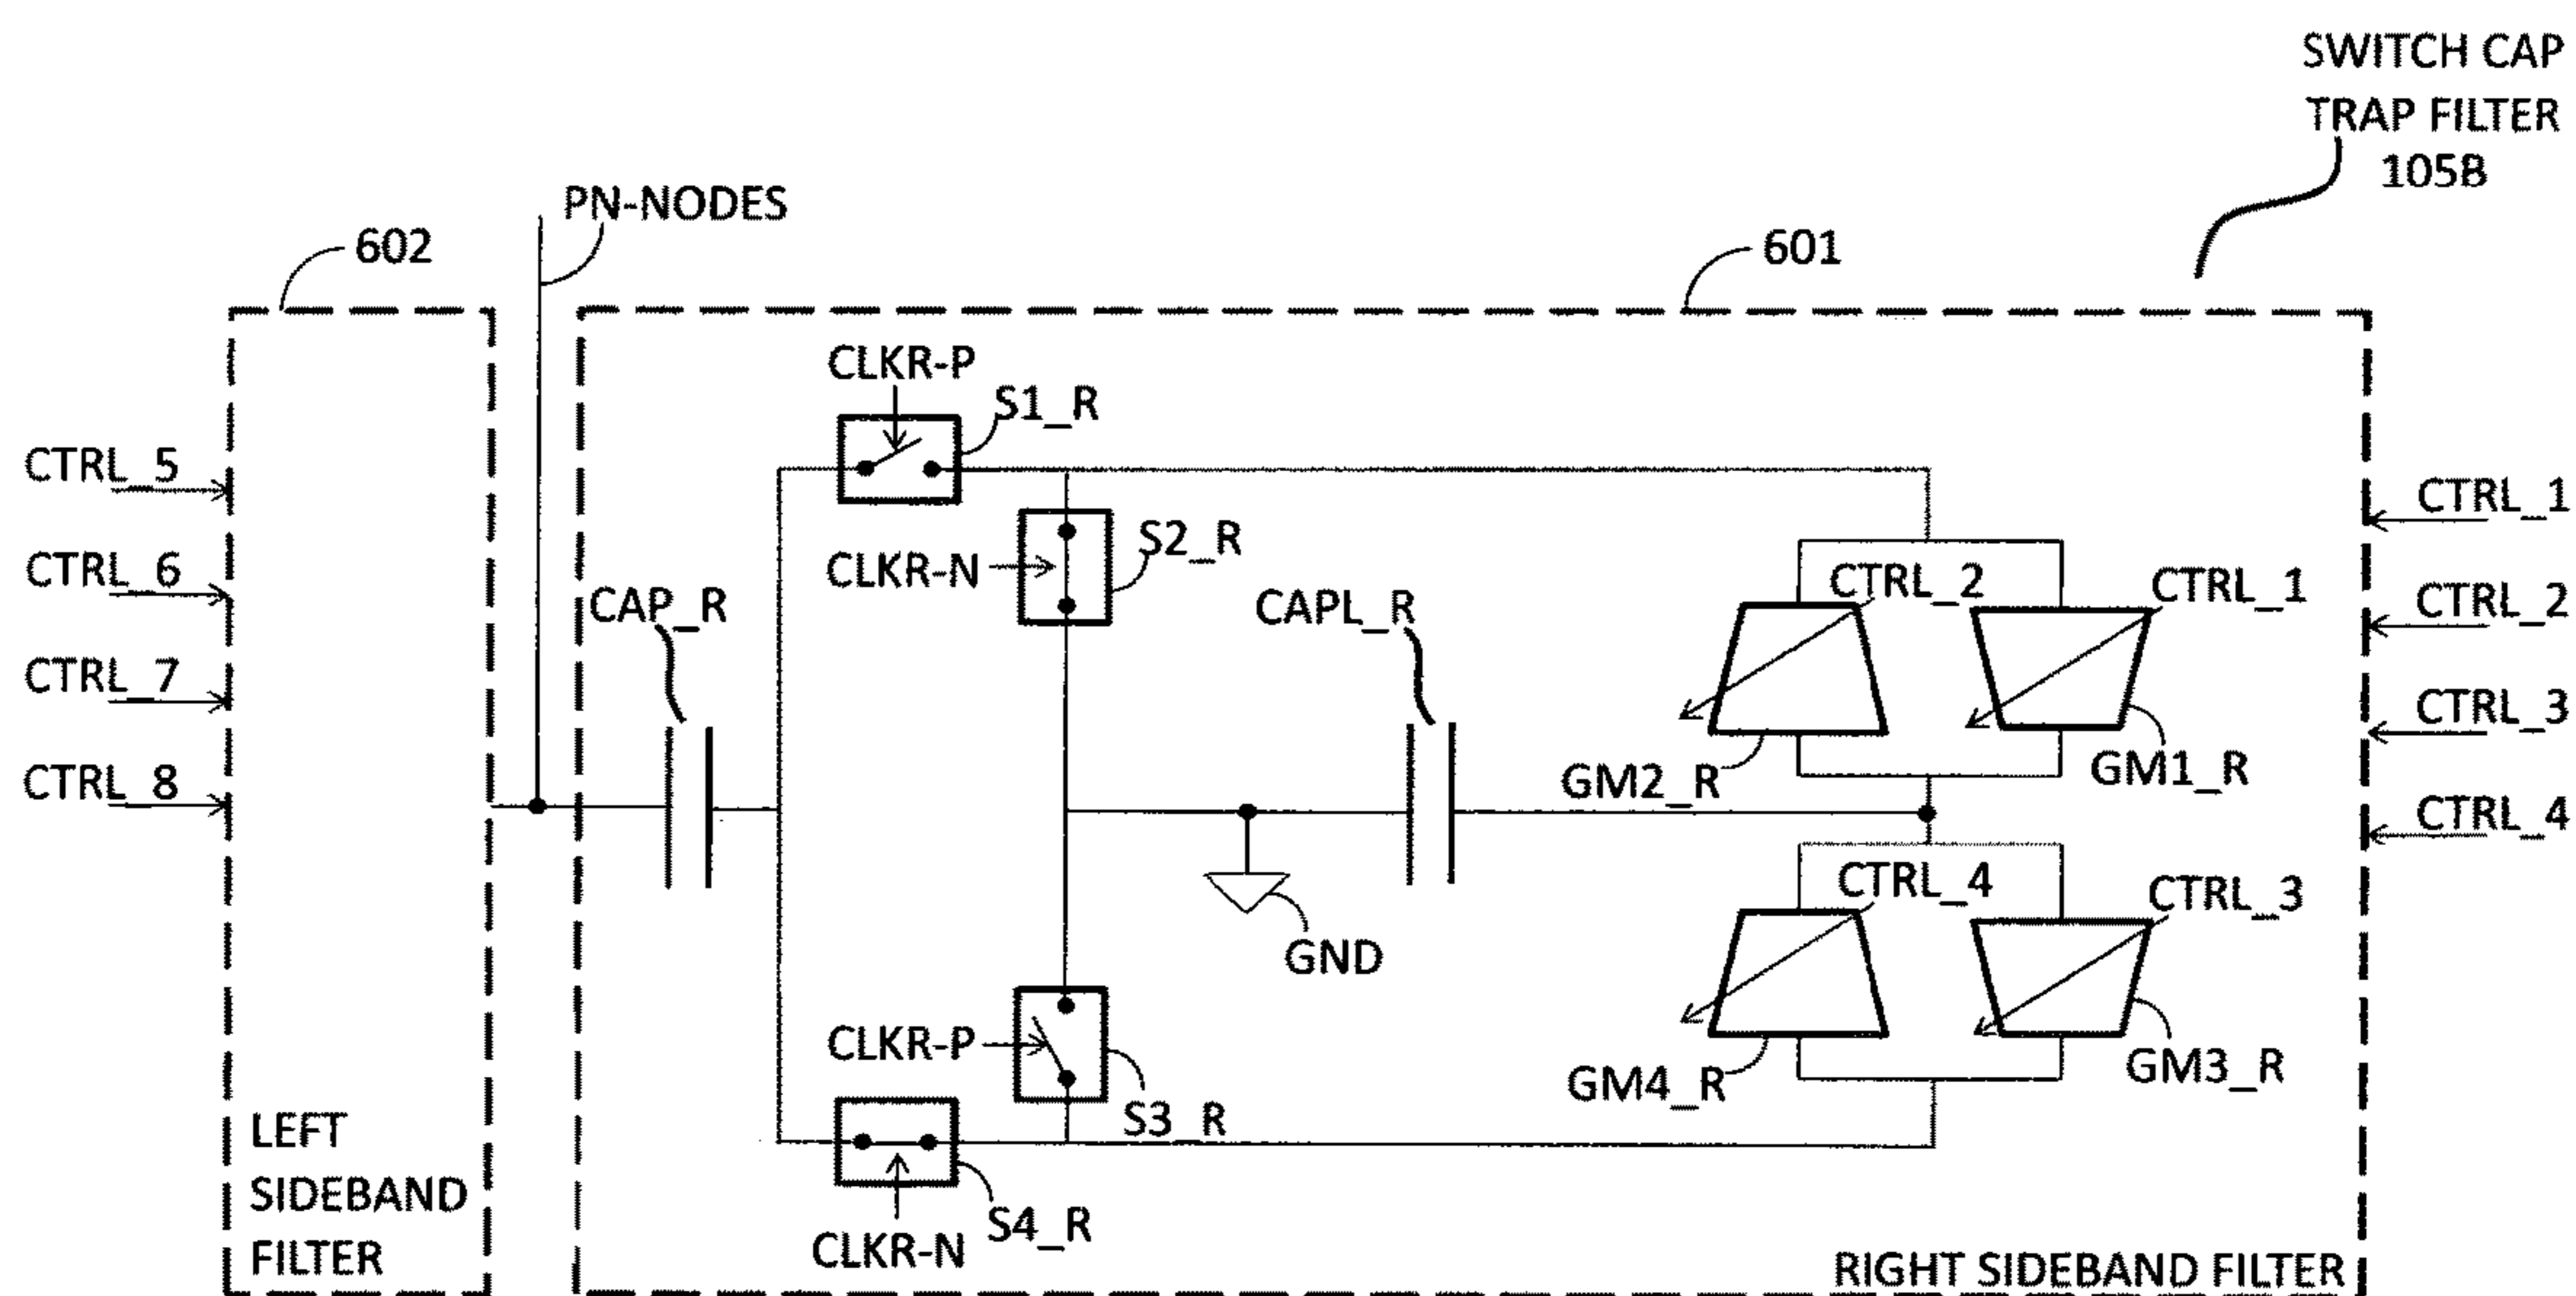 SWITCH CAP
TRAP FILTER
105B
PN-NODES
602
601
CLKR-P
S1_R
CTRL_5
CTRL_6
CTRL_7
CTRL_8
CLKR-N
S2_R
CAP_R
CAPL_R
CTRL_2
CTRL_1
GM2_R
GM1_R
CTRL_1
CTRL_2
CTRL_3
CTRL_4
GND
CTRL_4
CTRL_3
GM4_R
GM3_R
CLKR-P
S3_R
S4_R
CLKR-N
LEFT
SIDEBAND
FILTER
RIGHT SIDEBAND FILTER